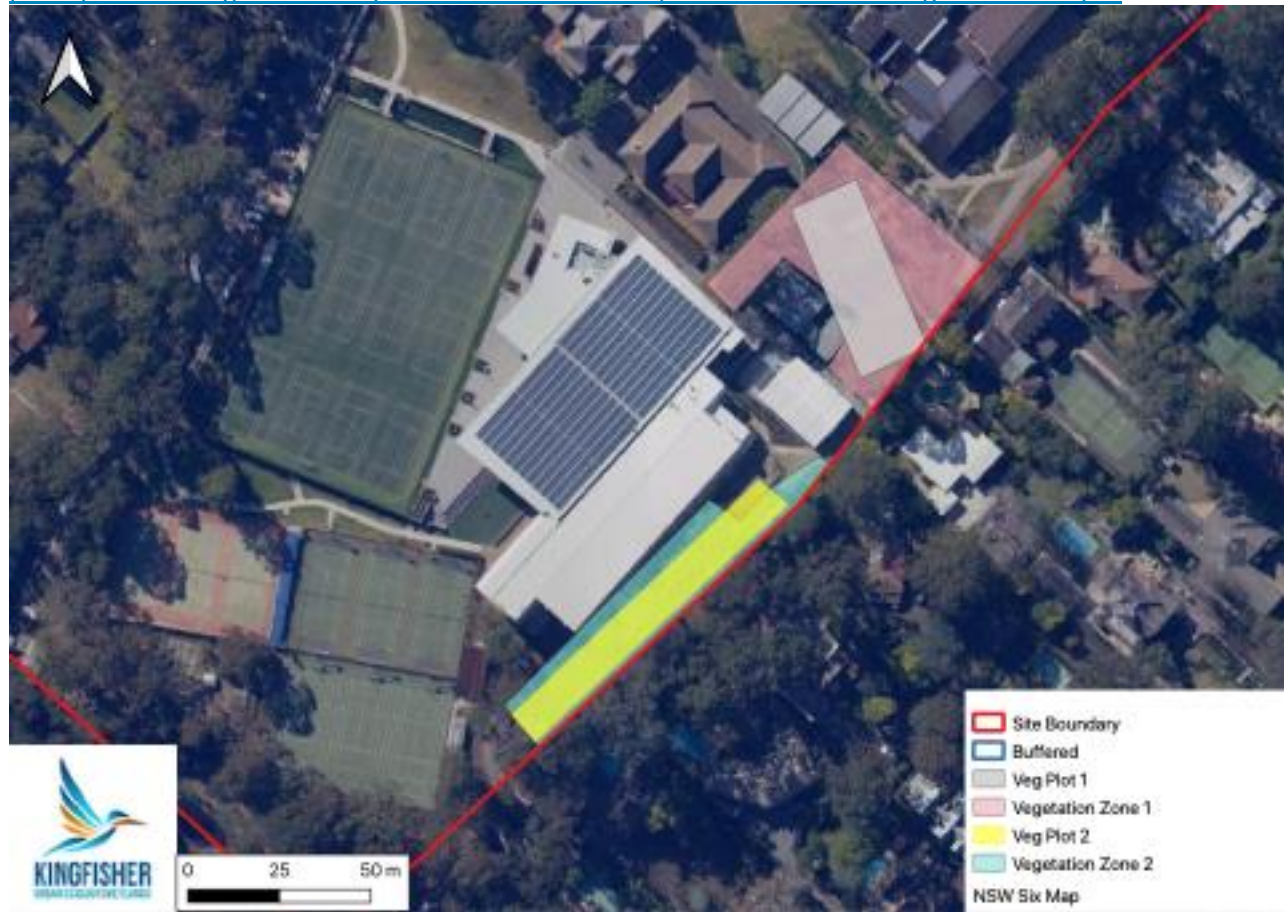 Site Boundary
Buffered
Veg Plot 1
Vegetation Zone 1
Veg Plot 2
Vegetation Zone 2
NSW Six Map
KINGFISHER
0 25 50 m